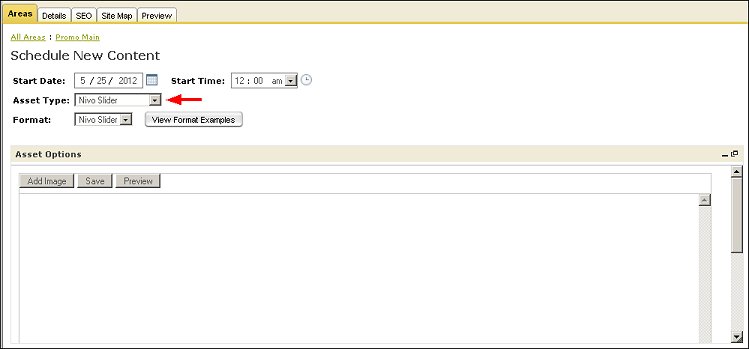 Areas Details SEO Site Map Preview
All Areas : Promo Main
Schedule New Content
Start Date: 5 / 25 / 2012 Start Time: 12 : 00 am
Asset Type: Nivo Slider
Format: Nivo Slider View Format Examples
Asset Options
Add Image Save Preview